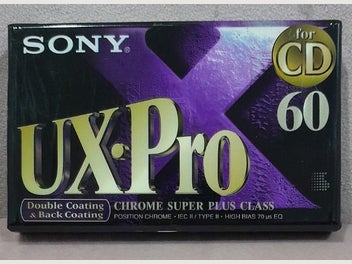 SONY®
for
CD
60
UX·Pro
Double Coating
& Back Coating
CHROME SUPER PLUS CLASS
POSITION CHROME • IEC II / TYPE II • HIGH BIAS 70 µs EQ